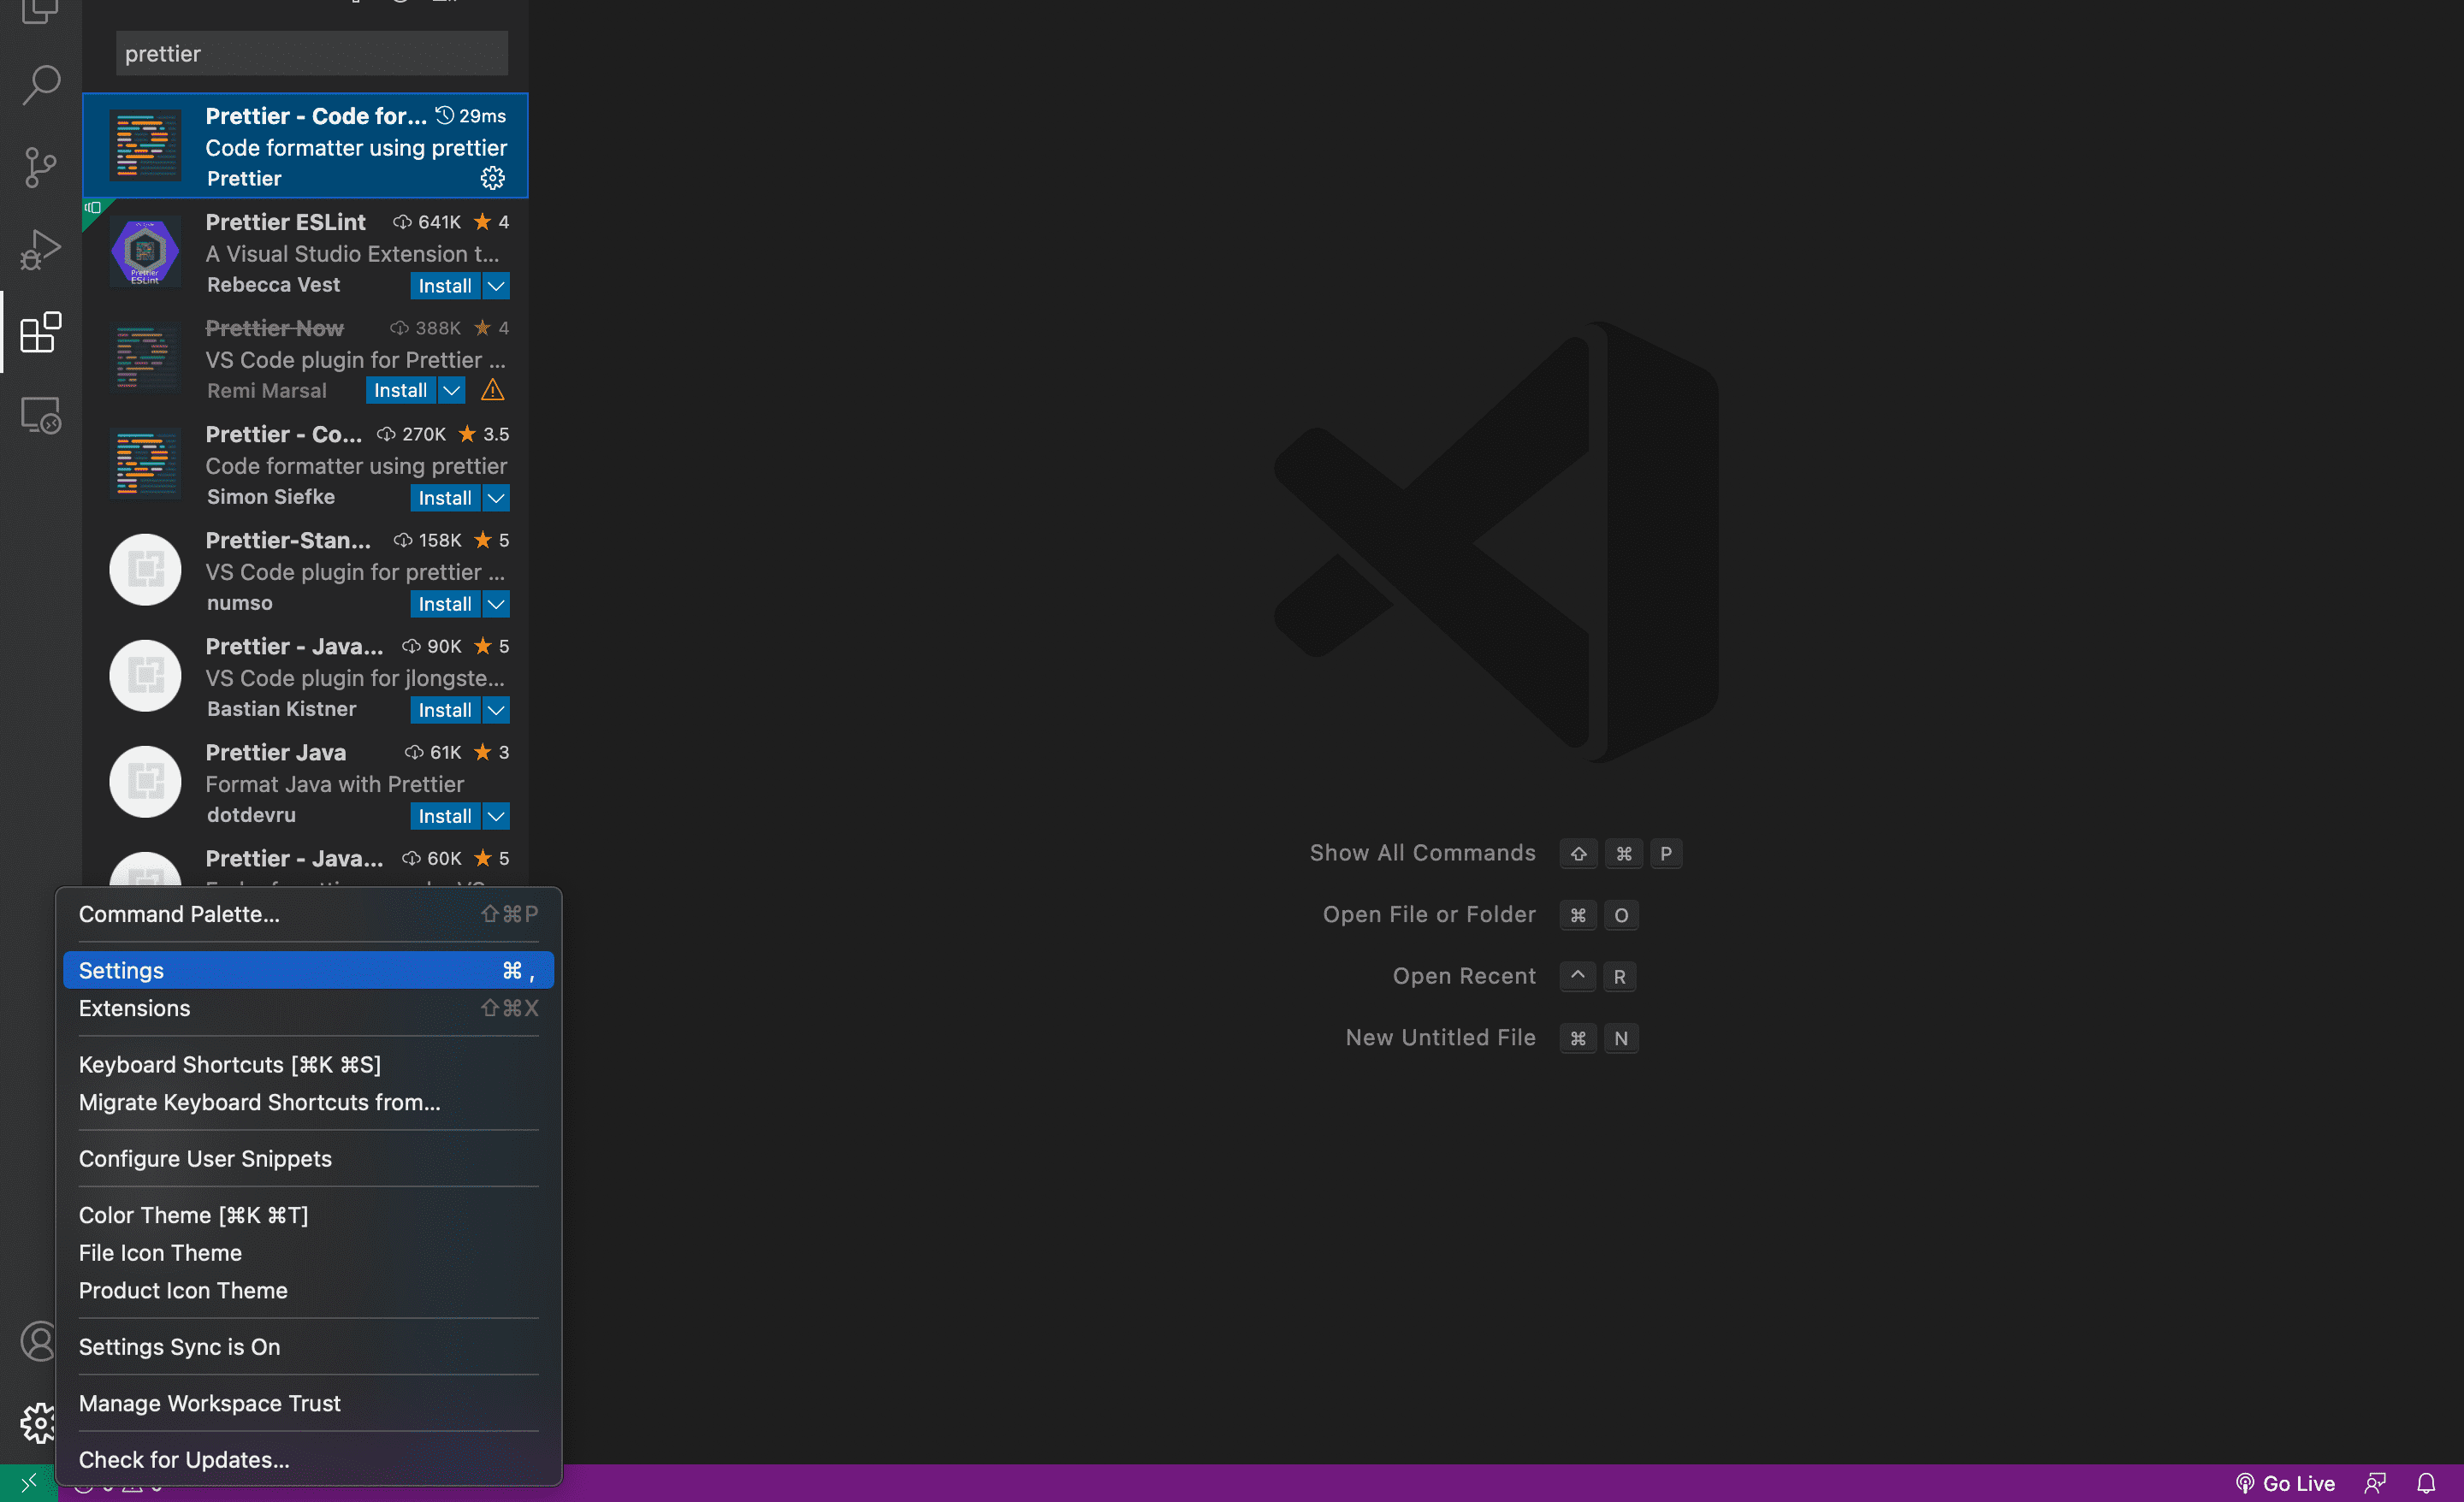 prettier
Prettier - Code for... 29ms
Code formatter using prettier
Prettier
Prettier ESLint 641K ★ 4
A Visual Studio Extension t...
Rebecca Vest Install
Prettier
ESLint
Prettier Now 388K ★ 4
VS Code plugin for Prettier ...
Remi Marsal Install
Prettier - Co... 270K ★ 3.5
Code formatter using prettier
Simon Siefke Install
Prettier-Stan... 158K ★ 5
VS Code plugin for prettier ...
numso Install
Prettier - Java... 90K ★ 5
VS Code plugin for jlongste...
Bastian Kistner Install
Prettier Java 61K ★ 3
Format Java with Prettier
dotdevru Install
Prettier - Java... 60K ★ 5
Command Palette... ⇧⌘P
Settings ⌘ ,
Extensions ⇧⌘X
Keyboard Shortcuts [⌘K ⌘S]
Migrate Keyboard Shortcuts from...
Configure User Snippets
Color Theme [⌘K ⌘T]
File Icon Theme
Product Icon Theme
Settings Sync is On
Manage Workspace Trust
Check for Updates...
Show All Commands ⇧ ⌘ P
Open File or Folder ⌘ O
Open Recent ^ R
New Untitled File ⌘ N
Go Live